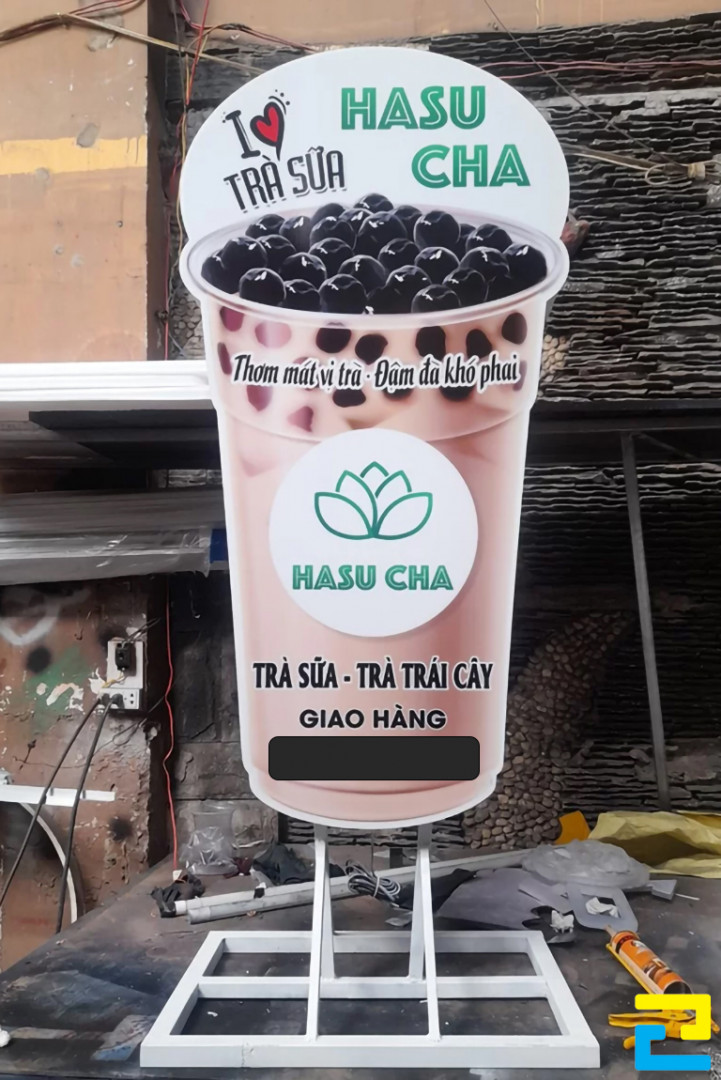 I
TRÀ SỮA
HASU
CHA
Thơm mát vị trà · Đậm đà khó phai
HASU CHA
TRÀ SỮA - TRÀ TRÁI CÂY
GIAO HÀNG